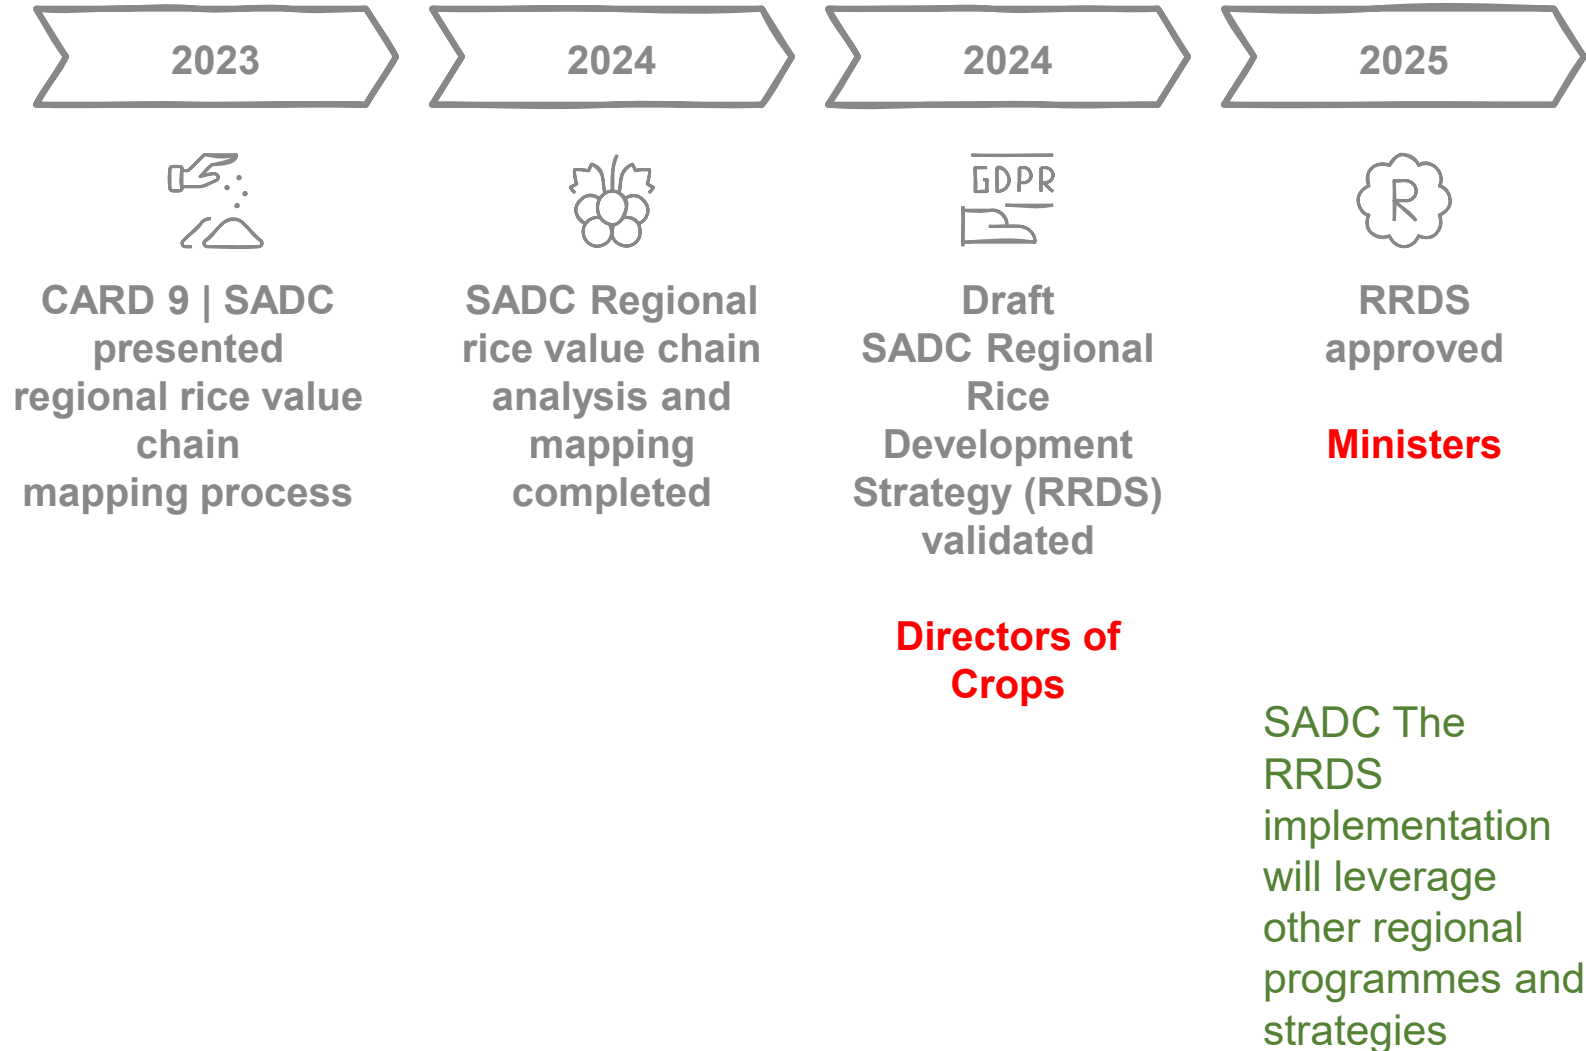 2023
CARD 9 | SADC
presented
regional rice value
chain
mapping process
2024
SADC Regional
rice value chain
analysis and
mapping
completed
2024
GDPR
Draft
SADC Regional
Rice
Development
Strategy (RRDS)
validated
Directors of
Crops
2025
R
RRDS
approved
Ministers
SADC The
RRDS
implementation
will leverage
other regional
programmes and
strategies